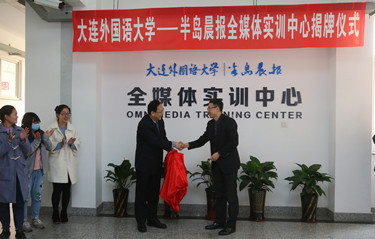 大连外国语大学——半岛晨报全媒体实训中心揭牌仪式
大连外国语大学 半岛晨报
全媒体实训中心
OMNIMEDIA TRAINING CENTER